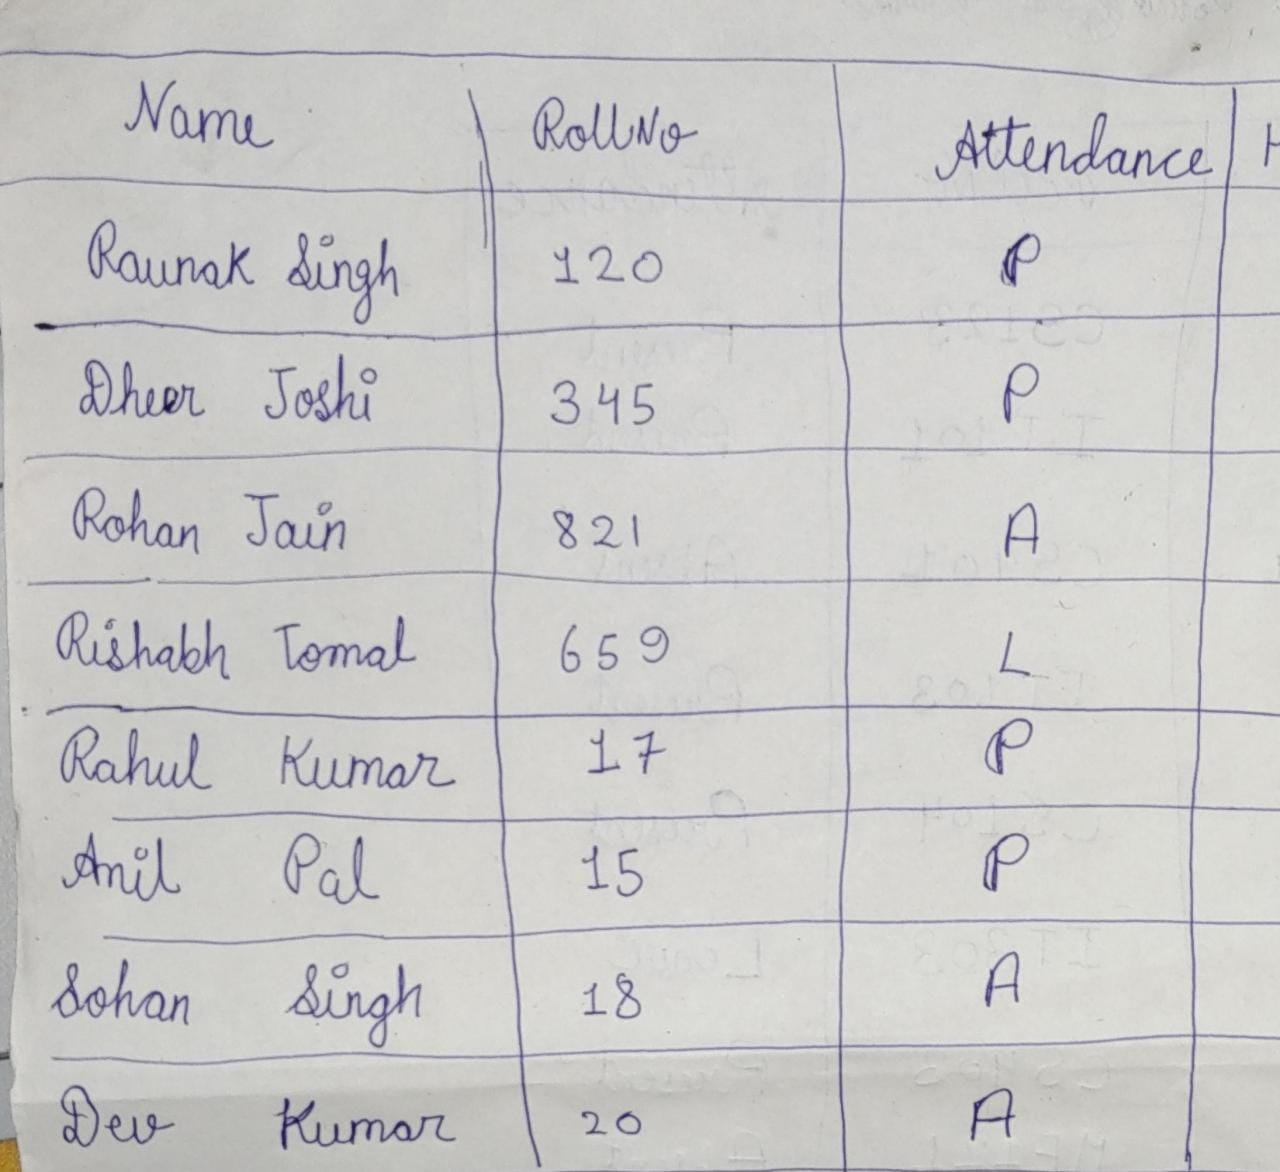 Name RollNo Attendance H
Raunak Singh 120 P
Dheer Joshi 345 P
Rohan Jain 821 A
Rishabh Tomal 659 L
Rahul Kumar 17 P
Anil Pal 15 P
Sohan Singh 18 A
Dev Kumar 20 A